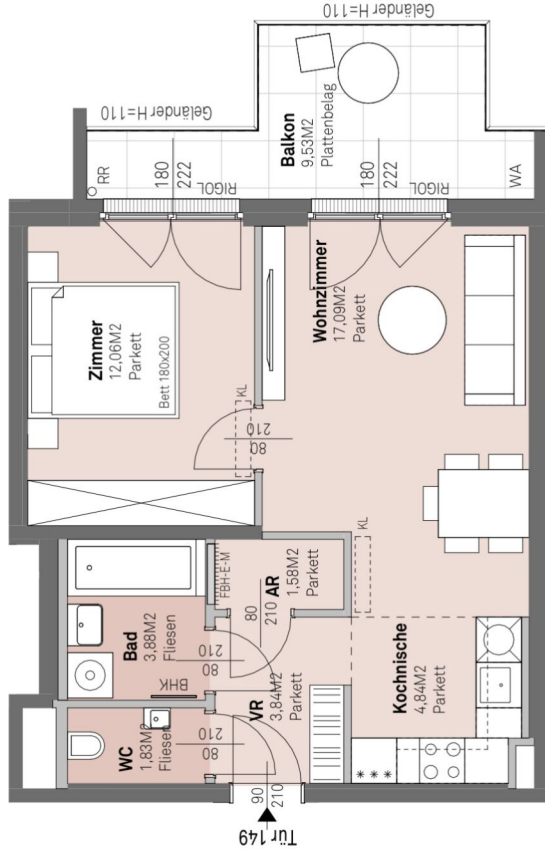 Geländer H=110
Geländer H=110
Balkon
9,53M2
Plattenbelag
RR
180
222
RIGOL
180
222
RIGOL
WA
Zimmer
12,06M2
Parkett
Bett 180x200
Wohnzimmer
17,09M2
Parkett
KL
80
210
KL
FBH-E-M
AR
1,58M2
Parkett
80
210
Bad
3,88M2
Fliesen
BHK
80
210
VR
3,84M2
Parkett
Kochnische
4,84M2
Parkett
***
WC
1,83M2
Fliesen
80
210
90
210
Tür 149